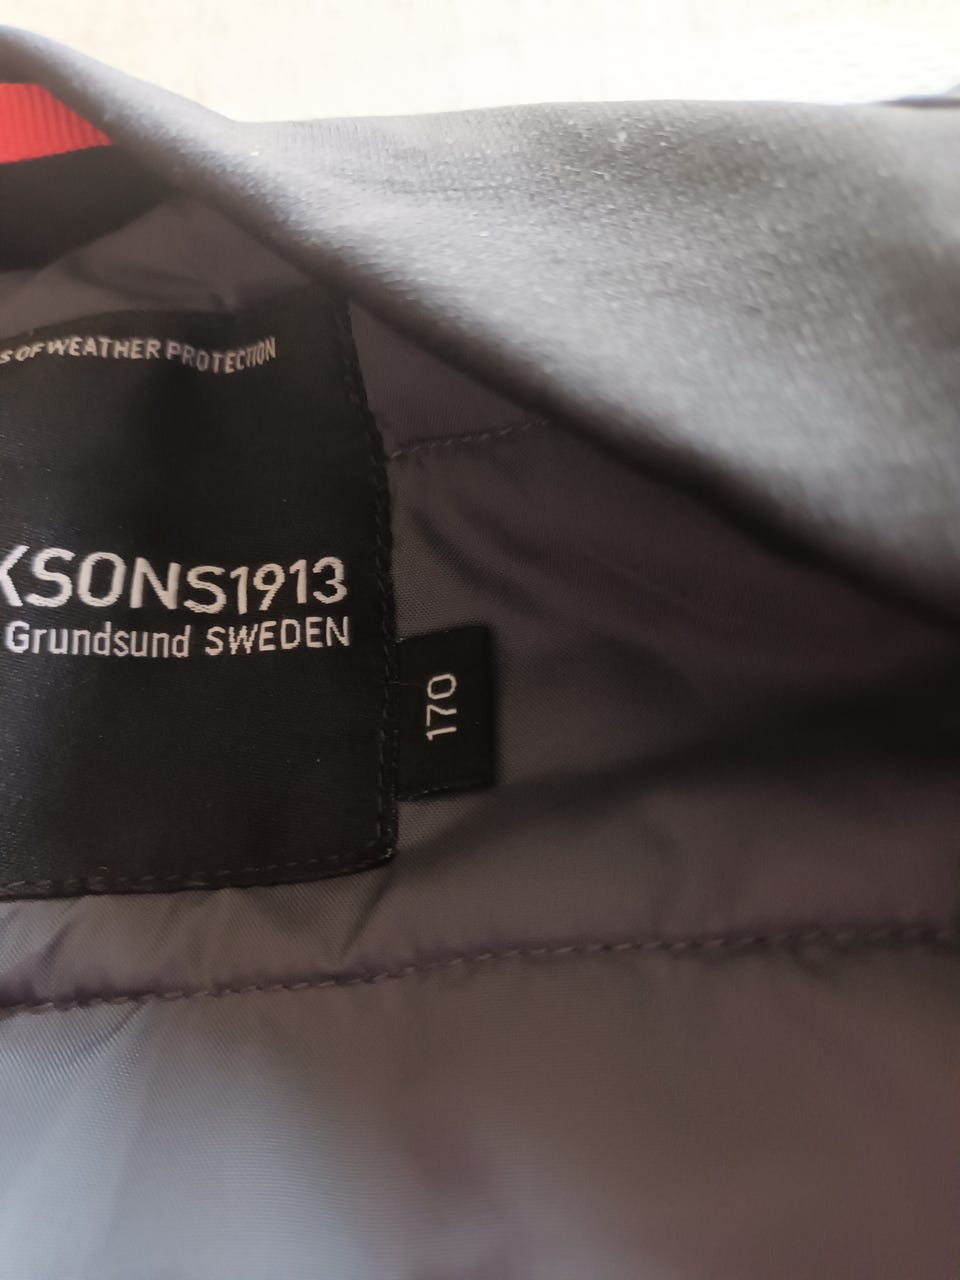 S OF WEATHER PROTECTION
KSONS1913
Grundsund SWEDEN
170